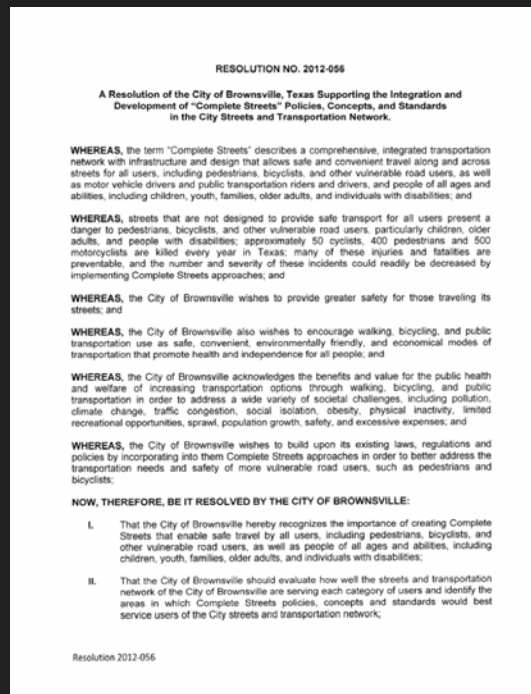 RESOLUTION NO. 2012-056
A Resolution of the City of Brownsville, Texas Supporting the Integration and
Development of "Complete Streets" Policies, Concepts, and Standards
in the City Streets and Transportation Network.
WHEREAS, the term "Complete Streets" describes a comprehensive, integrated transportation
network with infrastructure and design that allows safe and convenient travel along and across
streets for all users, including pedestrians, bicyclists, and other vulnerable road users, as well
as motor vehicle drivers and public transportation riders and drivers, and people of all ages and
abilities, including children, youth, families, older adults, and individuals with disabilities; and
WHEREAS, streets that are not designed to provide safe transport for all users present a
danger to pedestrians, bicyclists, and other vulnerable road users, particularly children, older
adults, and people with disabilities; approximately 50 cyclists, 400 pedestrians and 500
motorcyclists are killed every year in Texas; many of these injuries and fatalities are
preventable, and the number and severity of these incidents could readily be decreased by
implementing Complete Streets approaches; and
WHEREAS, the City of Brownsville wishes to provide greater safety for those traveling its
streets; and
WHEREAS, the City of Brownsville also wishes to encourage walking, bicycling, and public
transportation use as safe, convenient, environmentally friendly, and economical modes of
transportation that promote health and independence for all people; and
WHEREAS, the City of Brownsville acknowledges the benefits and value for the public health
and welfare of increasing transportation options through walking, bicycling, and public
transportation in order to address a wide variety of societal challenges, including pollution,
climate change, traffic congestion, social isolation, obesity, physical inactivity, limited
recreational opportunities, sprawl, population growth, safety, and excessive expenses; and
WHEREAS, the City of Brownsville wishes to build upon its existing laws, regulations and
policies by incorporating into them Complete Streets approaches in order to better address the
transportation needs and safety of more vulnerable road users, such as pedestrians and
bicyclists;
NOW, THEREFORE, BE IT RESOLVED BY THE CITY OF BROWNSVILLE:
I. That the City of Brownsville hereby recognizes the importance of creating Complete
Streets that enable safe travel by all users, including pedestrians, bicyclists, and
other vulnerable road users, as well as people of all ages and abilities, including
children, youth, families, older adults, and individuals with disabilities;
II. That the City of Brownsville should evaluate how well the streets and transportation
network of the City of Brownsville are serving each category of users and identify the
areas in which Complete Streets policies, concepts and standards would best
service users of the City streets and transportation network;
Resolution 2012-056